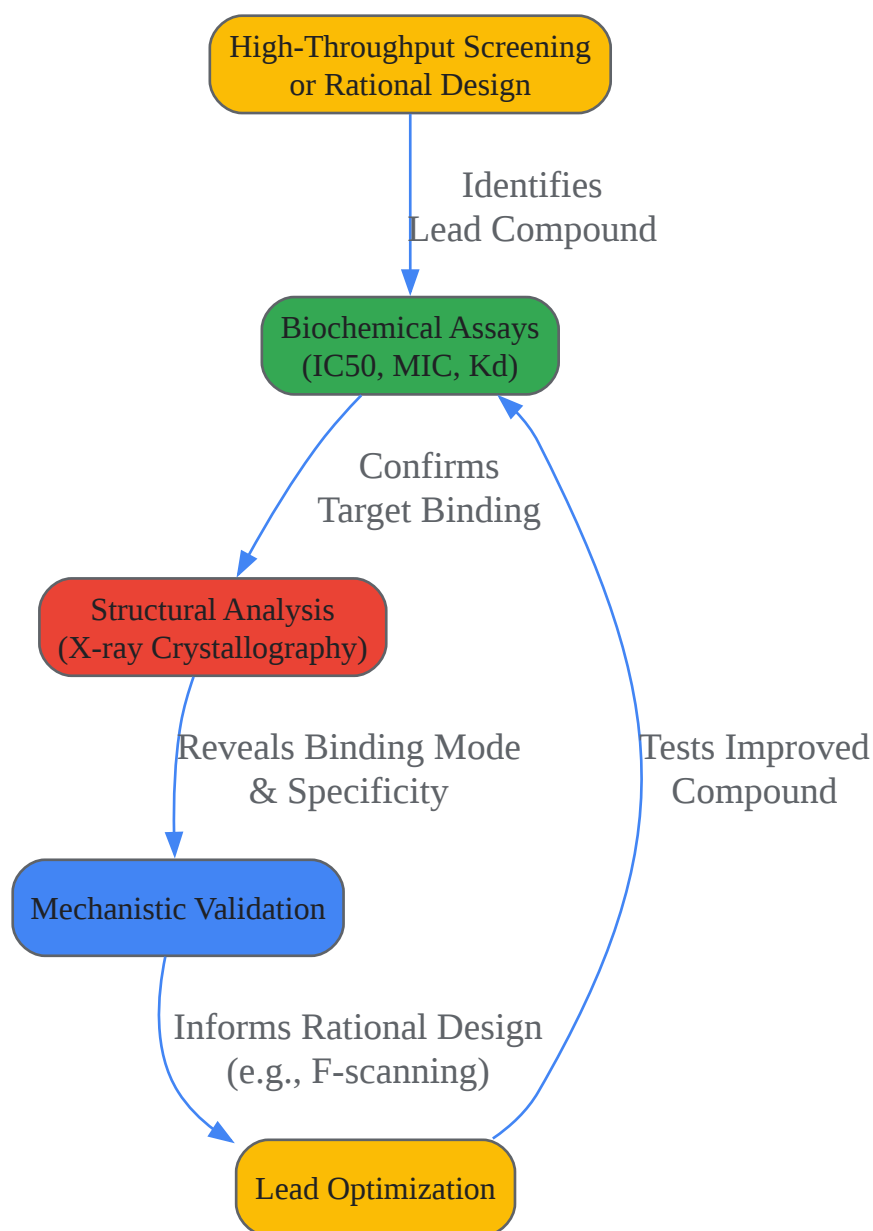 High-Throughput Screening
or Rational Design
Identifies
Lead Compound
Biochemical Assays
(IC50, MIC, Kd)
Confirms
Target Binding
Structural Analysis
(X-ray Crystallography)
Reveals Binding Mode
& Specificity
Tests Improved
Compound
Mechanistic Validation
Informs Rational Design
(e.g., F-scanning)
Lead Optimization